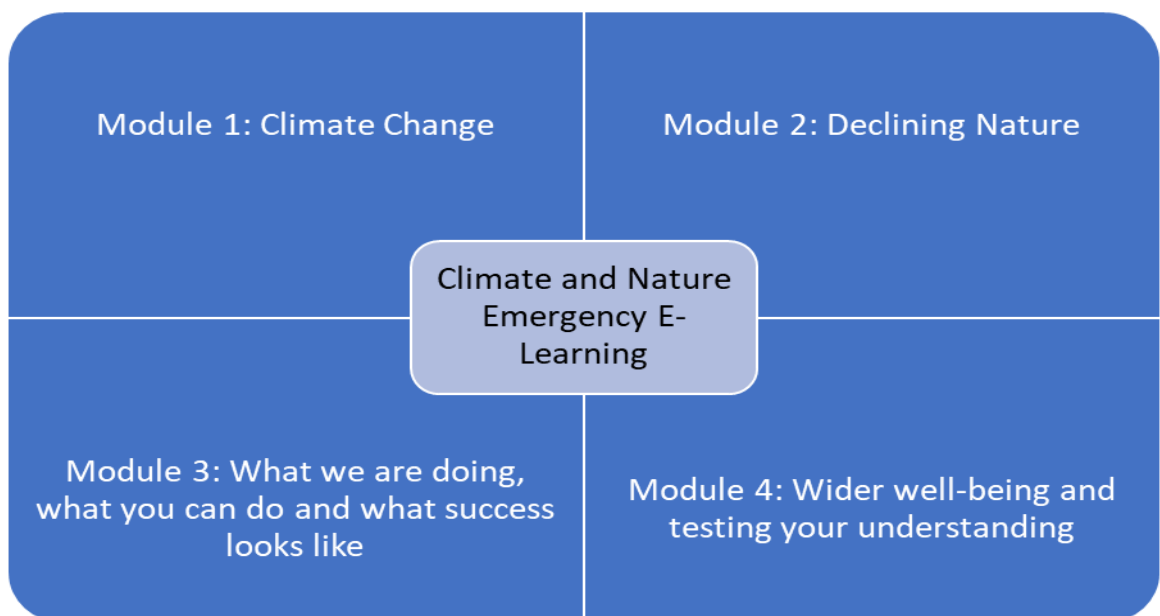 Module 1: Climate Change
Module 2: Declining Nature
Climate and Nature
Emergency E-
Learning
Module 3: What we are doing,
what you can do and what success
looks like
Module 4: Wider well-being and
testing your understanding